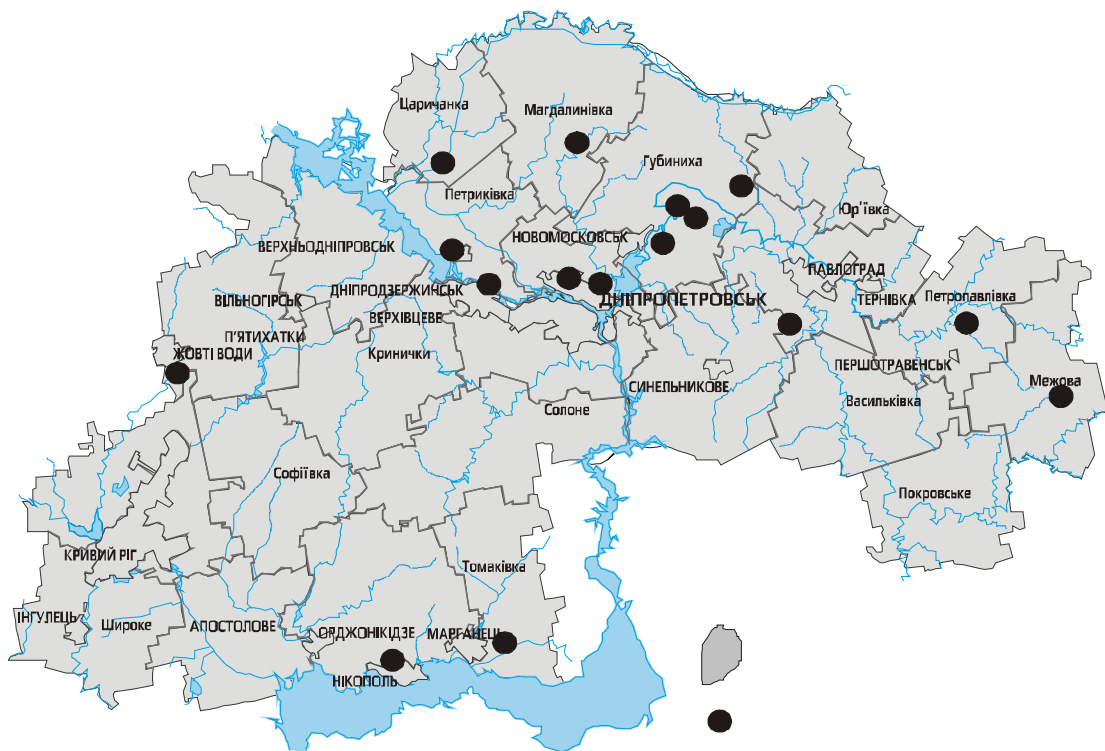 Царичанка
Магдалинівка
Губиниха
Петриківка
Юр'ївка
НОВОМОСКОВСЬК
ВЕРХНЬОДНІПРОВСЬК
ПАВЛОГРАД
ДНІПРОДЗЕРЖИНСЬК
ВІЛЬНОГІРСЬК
ДНІПРОПЕТРОВСЬК
ТЕРНІВКА
Петропавлівка
ВЕРХІВЦЕВЕ
П'ЯТИХАТКИ
ЖОВТІ ВОДИ
Кринички
ПЕРШОТРАВЕНСЬК
СИНЕЛЬНИКОВЕ
Межова
Васильківка
Солоне
Софіївка
Покровське
КРИВИЙ РІГ
Томаківка
ІНГУЛЕЦЬ
Широке
АПОСТОЛОВЕ
ОРДЖОНІКІДЗЕ
МАРГАНЕЦЬ
НІКОПОЛЬ